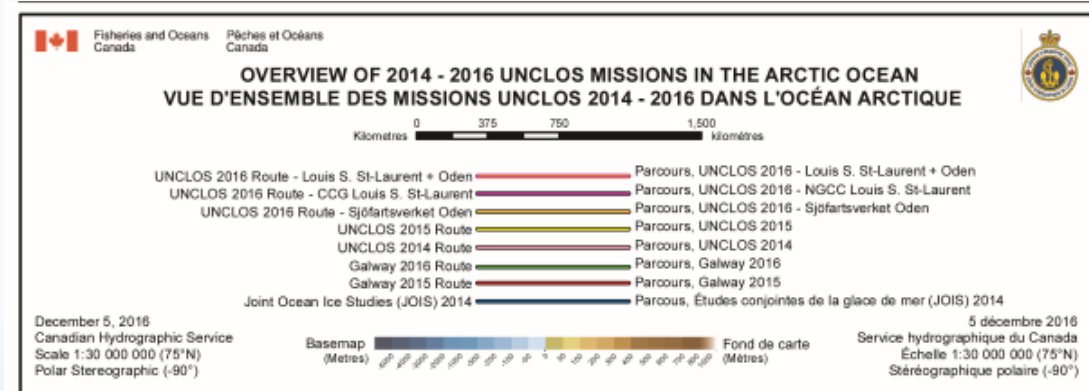 Fisheries and Oceans Pêches et Océans
Canada Canada
OVERVIEW OF 2014 - 2016 UNCLOS MISSIONS IN THE ARCTIC OCEAN
VUE D'ENSEMBLE DES MISSIONS UNCLOS 2014 - 2016 DANS L'OCÉAN ARCTIQUE
0 375 750 1,500
Kilometres kilomètres
UNCLOS 2016 Route - Louis S. St-Laurent + Oden Parcours, UNCLOS 2016 - Louis S. St-Laurent + Oden
UNCLOS 2016 Route - CCG Louis S. St-Laurent Parcours, UNCLOS 2016 - NGCC Louis S. St-Laurent
UNCLOS 2016 Route - Sjöfartsverket Oden Parcours, UNCLOS 2016 - Sjöfartsverket Oden
UNCLOS 2015 Route Parcours, UNCLOS 2015
UNCLOS 2014 Route Parcours, UNCLOS 2014
Galway 2016 Route Parcours, Galway 2016
Galway 2015 Route Parcours, Galway 2015
Joint Ocean Ice Studies (JOIS) 2014 Parcous, Études conjointes de la glace de mer (JOIS) 2014
December 5, 2016
Canadian Hydrographic Service
Scale 1:30 000 000 (75°N)
Polar Stereographic (-90°)
Basemap
(Metres)
Fond de carte
(Mètres)
5 décembre 2016
Service hydrographique du Canada
Échelle 1:30 000 000 (75°N)
Stéréographique polaire (-90°)